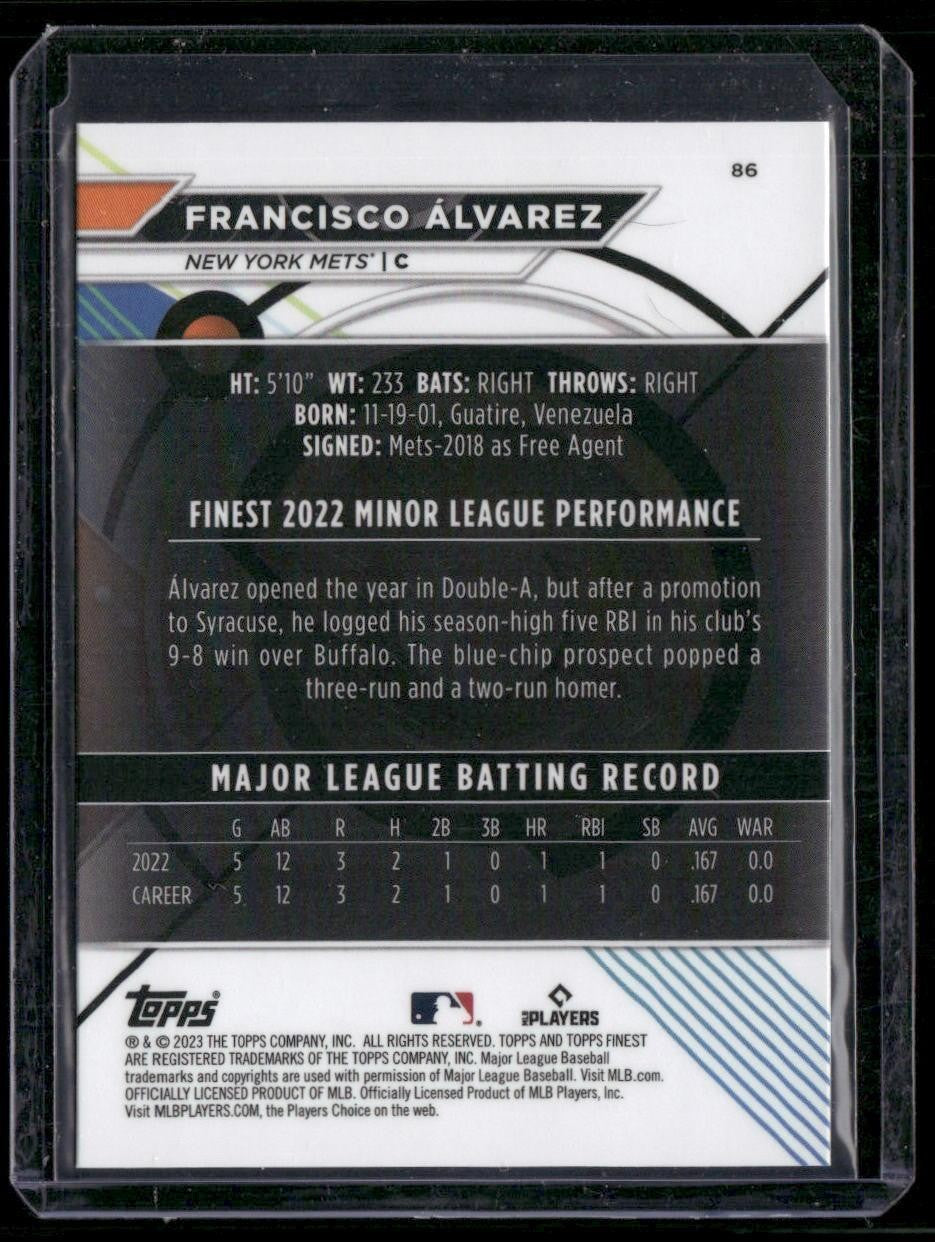 86
FRANCISCO ÁLVAREZ
NEW YORK METS® | C
HT: 5'10" WT: 233 BATS: RIGHT THROWS: RIGHT
BORN: 11-19-01, Guatire, Venezuela
SIGNED: Mets-2018 as Free Agent
FINEST 2022 MINOR LEAGUE PERFORMANCE
Álvarez opened the year in Double-A, but after a promotion
to Syracuse, he logged his season-high five RBI in his club's
9-8 win over Buffalo. The blue-chip prospect popped a
three-run and a two-run homer.
MAJOR LEAGUE BATTING RECORD
G AB R H 2B 3B HR RBI SB AVG WAR
2022 5 12 3 2 1 0 1 1 0 .167 0.0
CAREER 5 12 3 2 1 0 1 1 0 .167 0.0
Topps® ® MLB PLAYERS
® & © 2023 THE TOPPS COMPANY, INC. ALL RIGHTS RESERVED. TOPPS AND TOPPS FINEST
ARE REGISTERED TRADEMARKS OF THE TOPPS COMPANY, INC. Major League Baseball
trademarks and copyrights are used with permission of Major League Baseball. Visit MLB.com.
OFFICIALLY LICENSED PRODUCT OF MLB. Officially Licensed Product of MLB Players, Inc.
Visit MLBPLAYERS.COM, the Players Choice on the web.